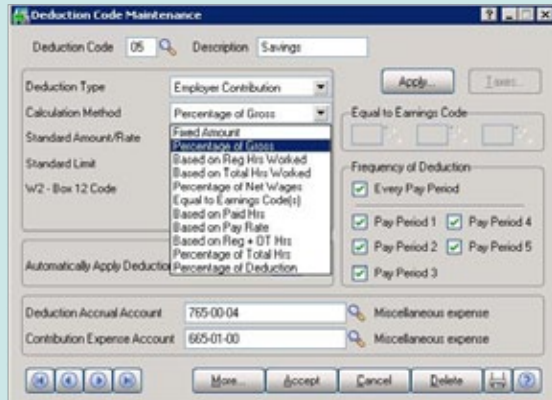 Deduction Code Maintenance
Deduction Code 05 Description Savings
Deduction Type Employer Contribution
Calculation Method Percentage of Gross
Standard Amount/Rate
Standard Limit
W2 - Box 12 Code
Automatically Apply Deduction
Fixed Amount
Percentage of Gross
Based on Reg Hrs Worked
Based on Total Hrs Worked
Percentage of Net Wages
Equal to Earnings Code(s)
Based on Paid Hrs
Based on Pay Rate
Based on Reg + OT Hrs
Percentage of Total Hrs
Percentage of Deduction
Apply... Taxes...
Equal to Earnings Code
Frequency of Deduction
Every Pay Period
Pay Period 1 Pay Period 4
Pay Period 2 Pay Period 5
Pay Period 3
Deduction Accrual Account 765-00-04 Miscellaneous expense
Contribution Expense Account 665-01-00 Miscellaneous expense
More... Accept Cancel Delete